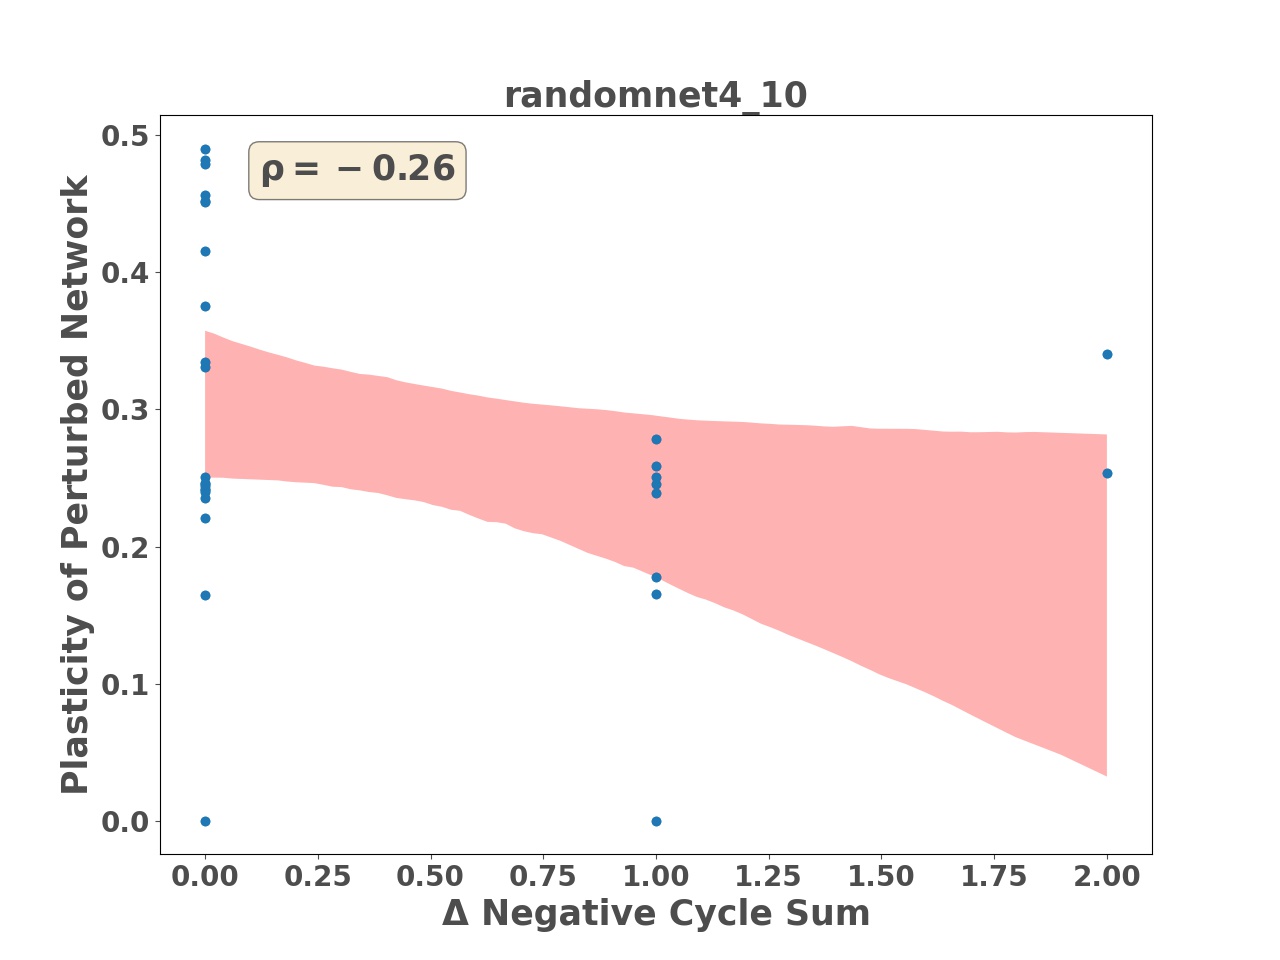 randomnet4_10
ρ = − 0.26
Plasticity of Perturbed Network
0.5
0.4
0.3
0.2
0.1
0.0
0.00 0.25 0.50 0.75 1.00 1.25 1.50 1.75 2.00
Δ Negative Cycle Sum